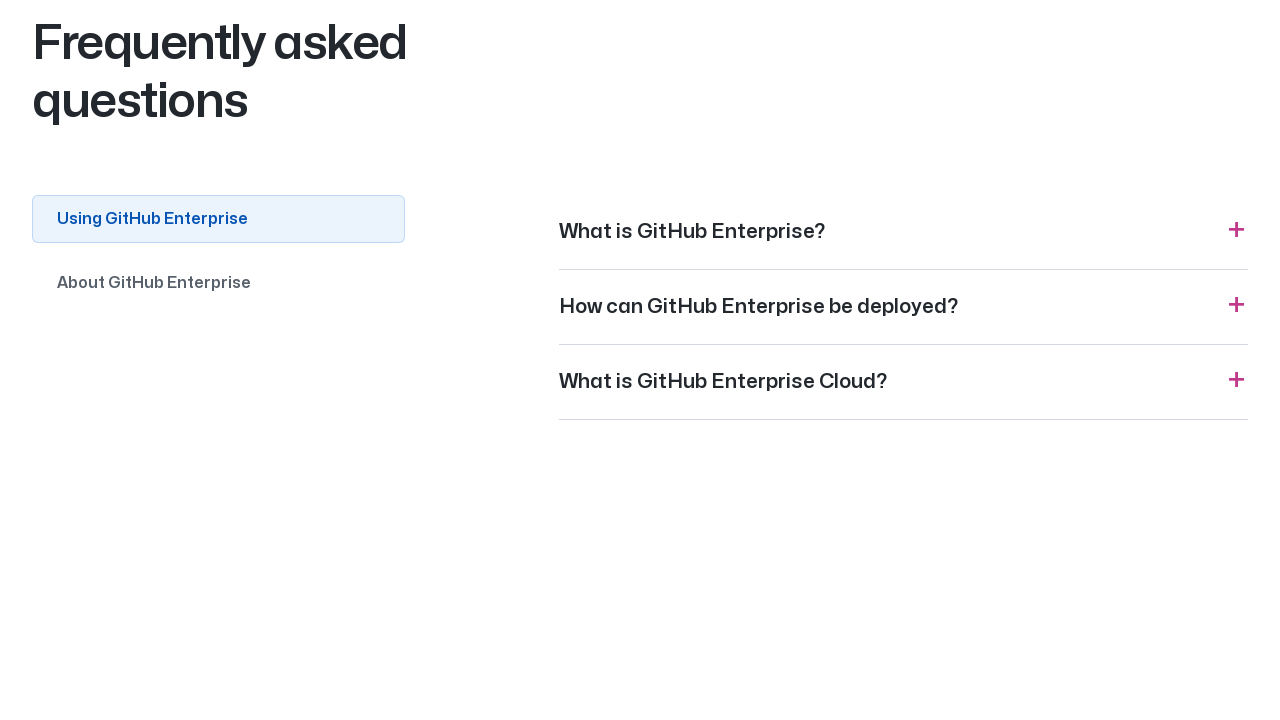 Frequently asked
questions
Using GitHub Enterprise
About GitHub Enterprise
What is GitHub Enterprise?
How can GitHub Enterprise be deployed?
What is GitHub Enterprise Cloud?